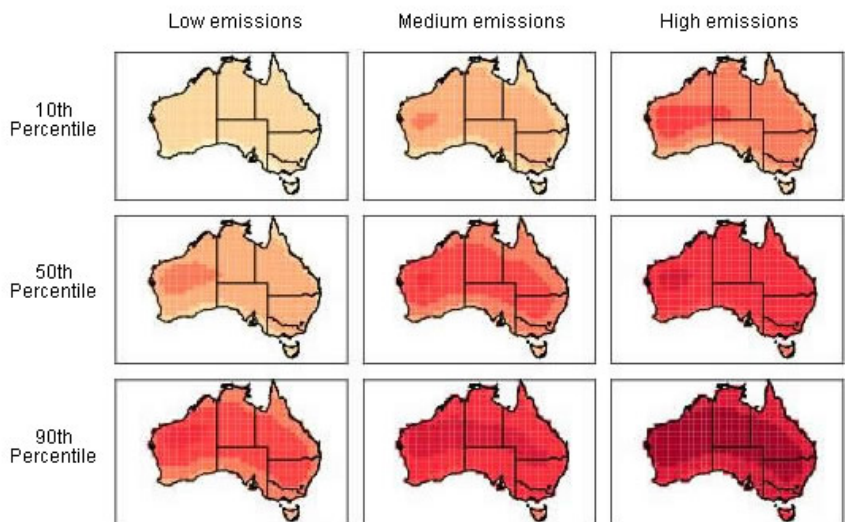 Low emissions
Medium emissions
High emissions
10th
Percentile
50th
Percentile
90th
Percentile